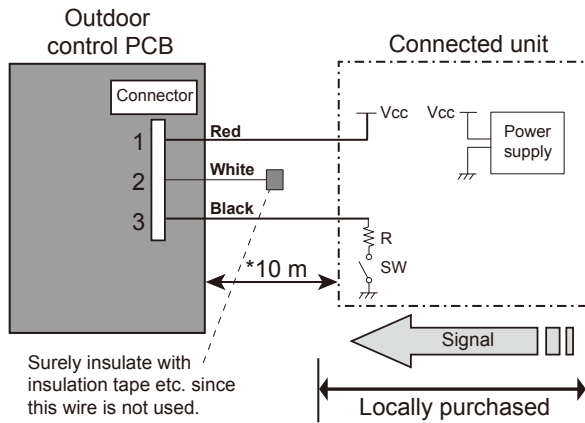 Outdoor
control PCB
Connected unit
Connector
1
2
3
Red
White
Black
Vcc
Vcc
Power
supply
R
SW
*10 m
Signal
Surely insulate with
insulation tape etc. since
this wire is not used.
Locally purchased